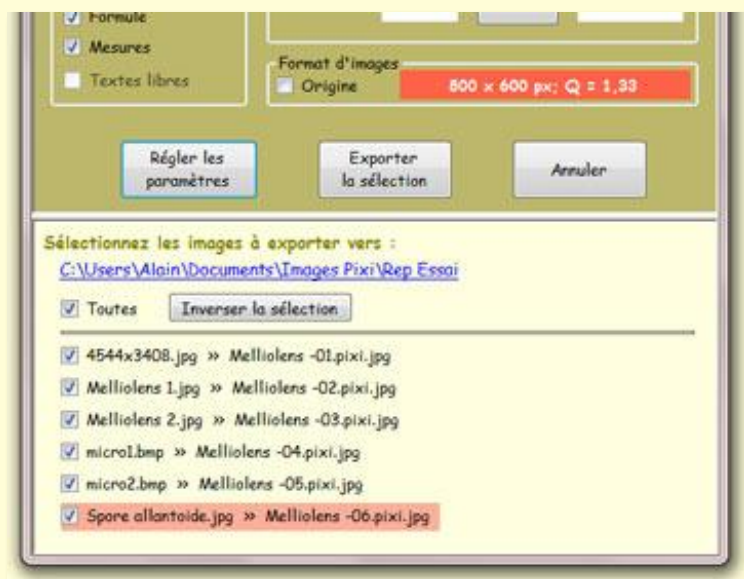 Formule
Mesures
Textes libres
Format d'images
Origine
800 x 600 px; Q = 1,33
Régler les
paramètres
Exporter
la sélection
Annuler
Sélectionnez les images à exporter vers :
C:\Users\Alain\Documents\Images Pixi\Rep Essai
Toutes
Inverser la sélection
4544x3408.jpg » Melliolens -01.pixi.jpg
Melliolens 1.jpg » Melliolens -02.pixi.jpg
Melliolens 2.jpg » Melliolens -03.pixi.jpg
micro1.bmp » Melliolens -04.pixi.jpg
micro2.bmp » Melliolens -05.pixi.jpg
Spore allantoide.jpg » Melliolens -06.pixi.jpg